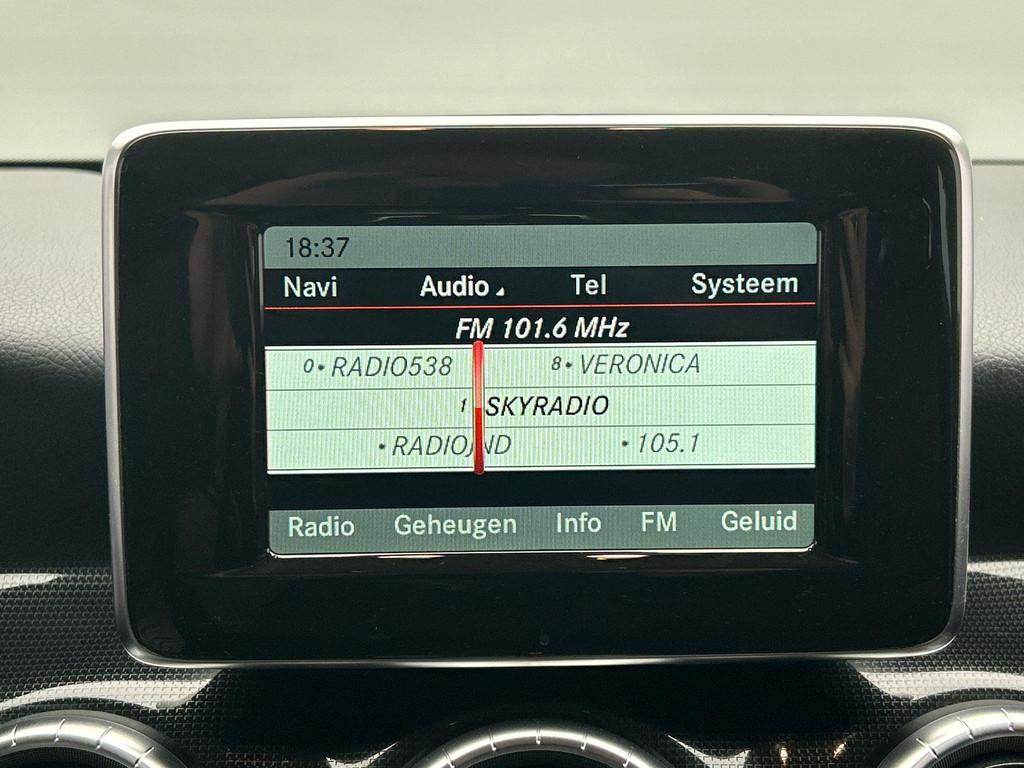 18:37
Navi Audio Tel Systeem
FM 101.6 MHz
0• RADIO538 8• VERONICA
1 SKYRADIO
• 105.1
Radio Geheugen Info FM Geluid